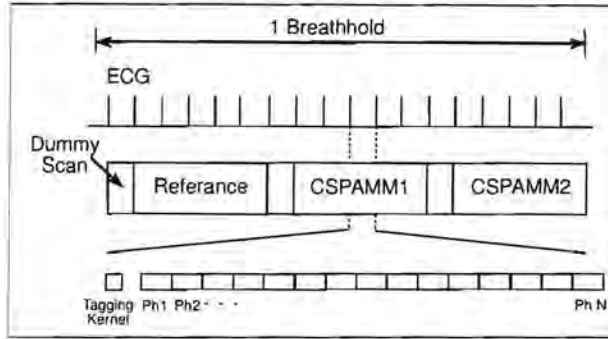 1 Breathhold
ECG
Dummy
Scan
Referance
CSPAMM1
CSPAMM2
Tagging
Kernel
Ph1
Ph2 - - -
Ph N